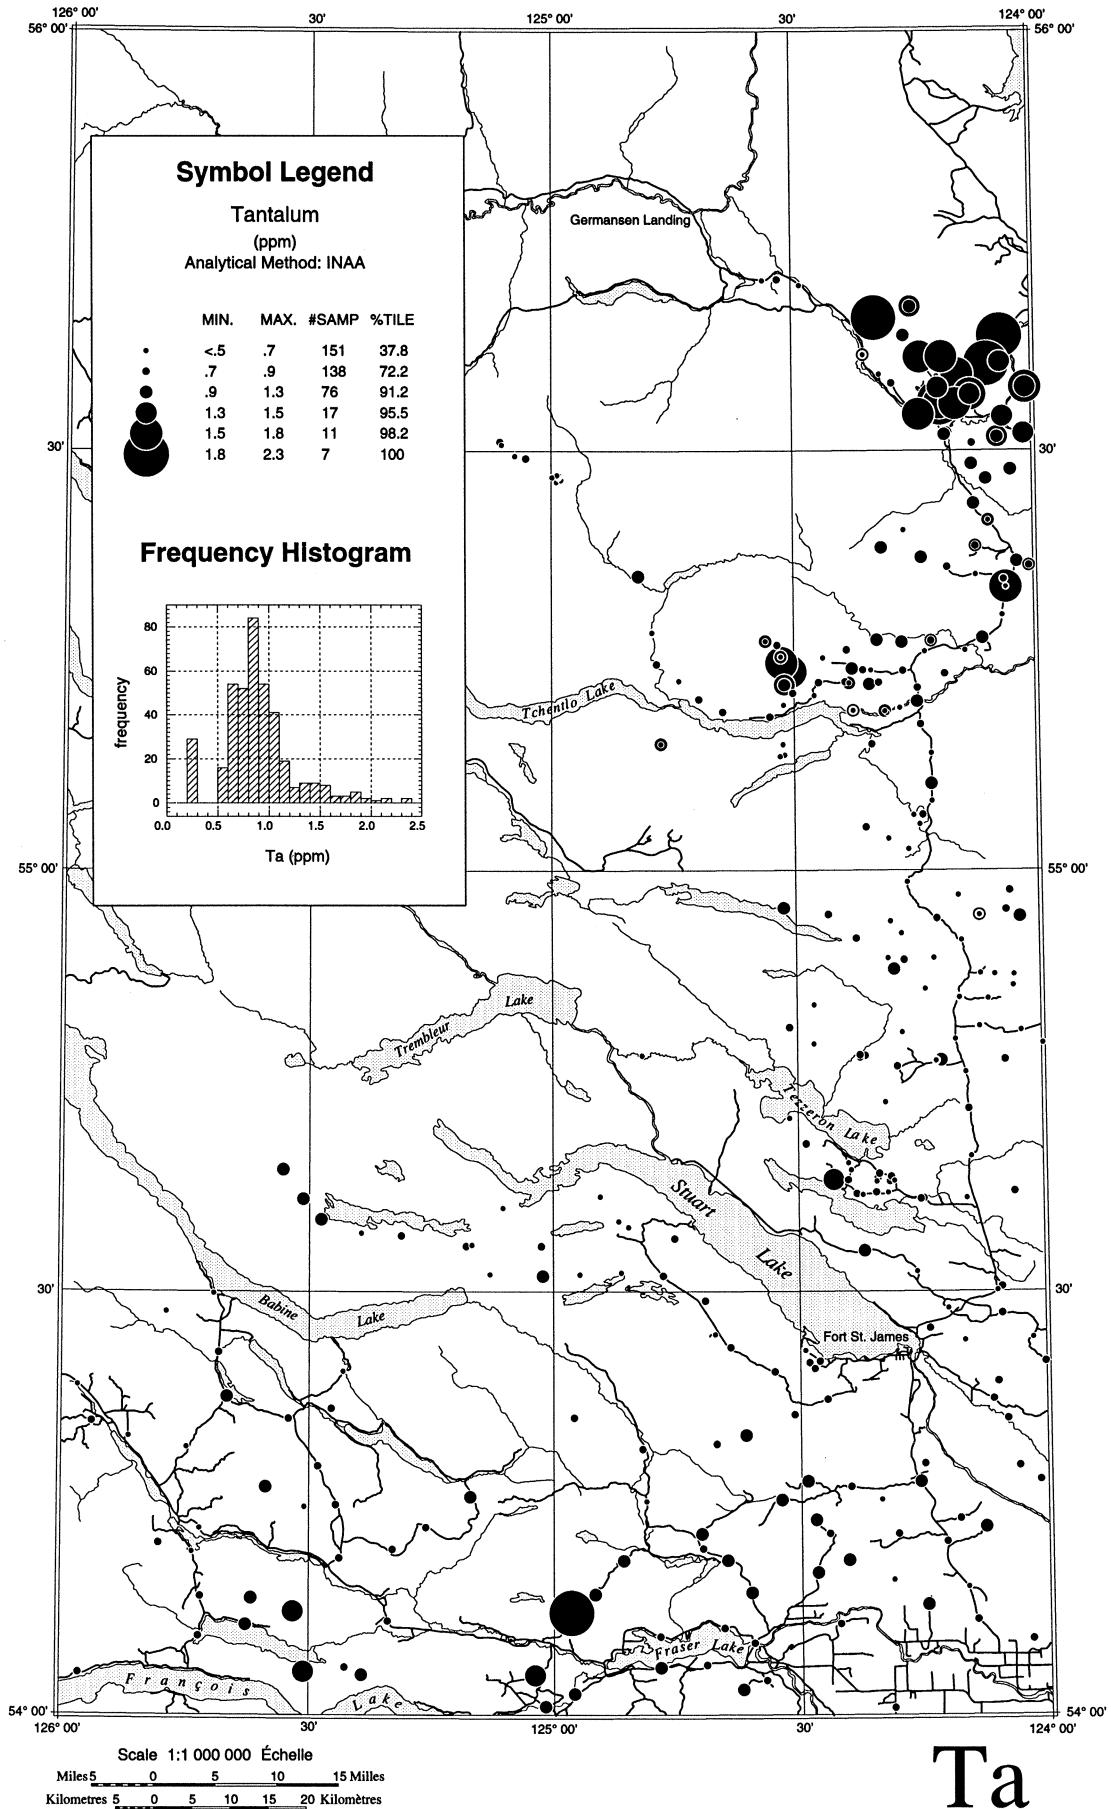 126° 00' 30' 125° 00' 30' 124° 00'
56° 00' 56° 00'
Symbol Legend
Tantalum
(ppm)
Analytical Method: INAA
MIN. MAX. #SAMP %TILE
<.5 .7 151 37.8
.7 .9 138 72.2
.9 1.3 76 91.2
1.3 1.5 17 95.5
1.5 1.8 11 98.2
1.8 2.3 7 100
Germansen Landing
30' 30'
Frequency Histogram
80
60
40
20
0
frequency
0.0 0.5 1.0 1.5 2.0 2.5
Ta (ppm)
Tchentlo Lake
55° 00' 55° 00'
Trembleur Lake
Tezzeron Lake
Stuart Lake
30' 30'
Babine Lake
Fort St. James
Fraser Lake
François Lake
54° 00' 54° 00'
126° 00' 30' 125° 00' 30' 124° 00'
Scale 1:1 000 000 Échelle
Miles 5 0 5 10 15 Milles
Kilometres 5 0 5 10 15 20 Kilomètres
Ta